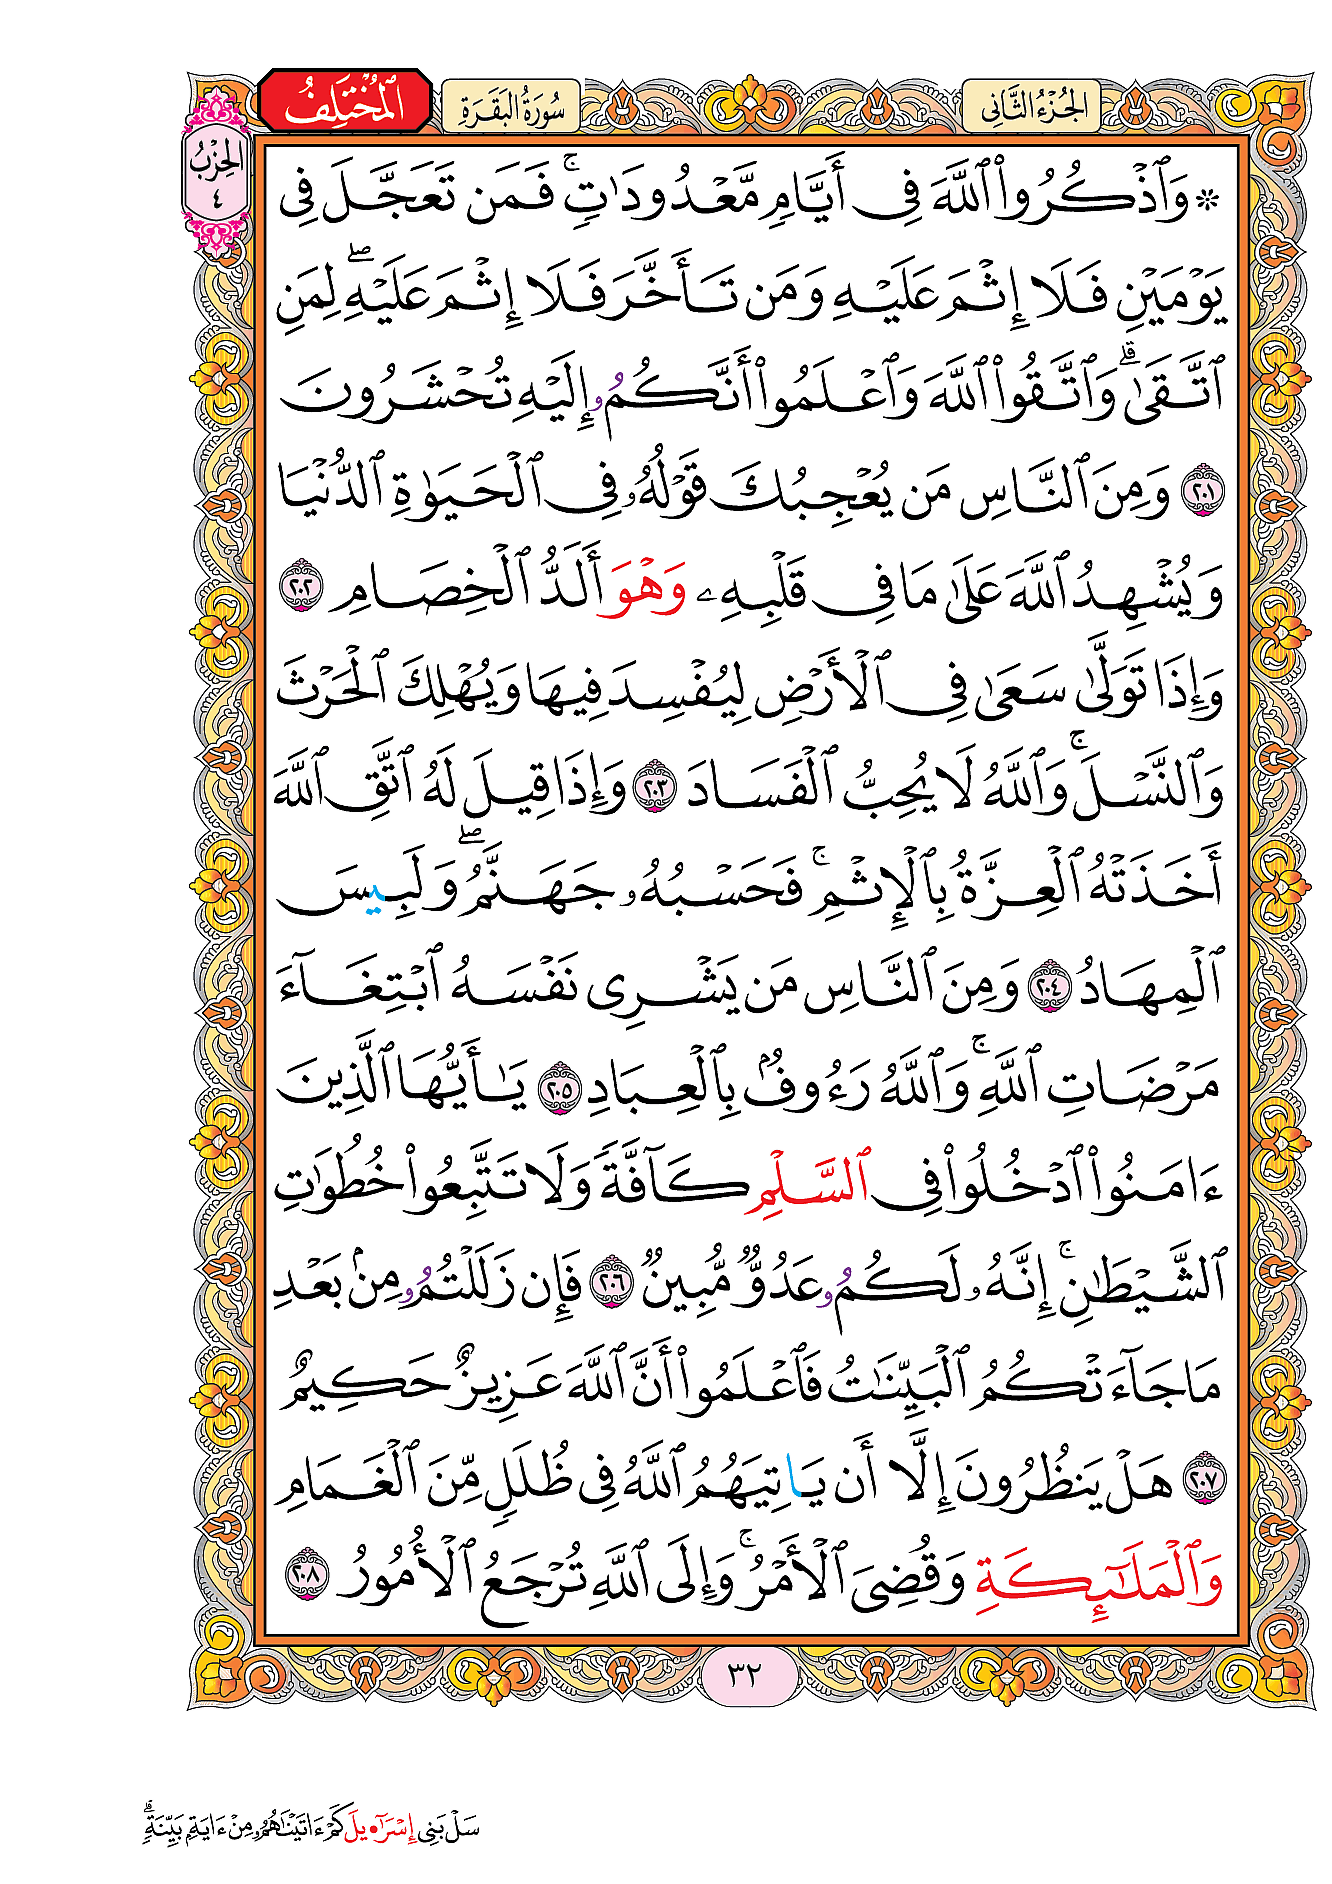 الجُزْءُ الثَّانِى
سُورَةُ البَقَرَةِ
المُخْتَلِفُ
الحِزْبُ
٤
۞ وَٱذْكُرُوا۟ ٱللَّهَ فِى أَيَّامٍ مَّعْدُودَٰتٍ ۚ فَمَن تَعَجَّلَ فِى
يَوْمَيْنِ فَلَا إِثْمَ عَلَيْهِ وَمَن تَأَخَّرَ فَلَا إِثْمَ عَلَيْهِ ۖ لِمَنِ
ٱتَّقَىٰ ۗ وَٱتَّقُوا۟ ٱللَّهَ وَٱعْلَمُوا۟ أَنَّكُمُۥ إِلَيْهِ تُحْشَرُونَ
٢٠١ وَمِنَ ٱلنَّاسِ مَن يُعْجِبُكَ قَوْلُهُۥ فِى ٱلْحَيَوٰةِ ٱلدُّنْيَا
وَيُشْهِدُ ٱللَّهَ عَلَىٰ مَا فِى قَلْبِهِۦ وَهْوَ أَلَدُّ ٱلْخِصَامِ ٢٠٢
وَإِذَا تَوَلَّىٰ سَعَىٰ فِى ٱلْأَرْضِ لِيُفْسِدَ فِيهَا وَيُهْلِكَ ٱلْحَرْثَ
وَٱلنَّسْلَ ۚ وَٱللَّهُ لَا يُحِبُّ ٱلْفَسَادَ ٢٠٣ وَإِذَا قِيلَ لَهُ ٱتَّقِ ٱللَّهَ
أَخَذَتْهُ ٱلْعِزَّةُ بِٱلْإِثْمِ ۚ فَحَسْبُهُۥ جَهَنَّمُ ۖ وَلَبِيسَ
ٱلْمِهَادُ ٢٠٤ وَمِنَ ٱلنَّاسِ مَن يَشْرِى نَفْسَهُ ٱبْتِغَآءَ
مَرْضَاتِ ٱللَّهِ ۚ وَٱللَّهُ رَءُوفٌۢ بِٱلْعِبَادِ ٢٠٥ يَٰأَيُّهَا ٱلَّذِينَ
ءَامَنُوا۟ ٱدْخُلُوا۟ فِى ٱلسَّلْمِ كَآفَّةً وَلَا تَتَّبِعُوا۟ خُطُوَٰتِ
ٱلشَّيْطَٰنِ ۚ إِنَّهُۥ لَكُمُۥ عَدُوٌّ مُّبِينٌ ٢٠٦ فَإِن زَلَلْتُمُۥ مِنۢ بَعْدِ
مَا جَآءَتْكُمُ ٱلْبَيِّنَٰتُ فَٱعْلَمُوا۟ أَنَّ ٱللَّهَ عَزِيزٌ حَكِيمٌ
٢٠٧ هَلْ يَنظُرُونَ إِلَّا أَن يَاتِيَهُمُ ٱللَّهُ فِى ظُلَلٍ مِّنَ ٱلْغَمَامِ
وَٱلْمَلَٰٓئِكَةِ وَقُضِىَ ٱلْأَمْرُ ۚ وَإِلَى ٱللَّهِ تُرْجَعُ ٱلْأُمُورُ ٢٠٨
٣٢
سَلْ بَنِى إِسْرَآءِيلَ كَمْ ءَاتَيْنَاهُمُۥ مِنْ ءَايَةٍ بَيِّنَةٍ ۗ